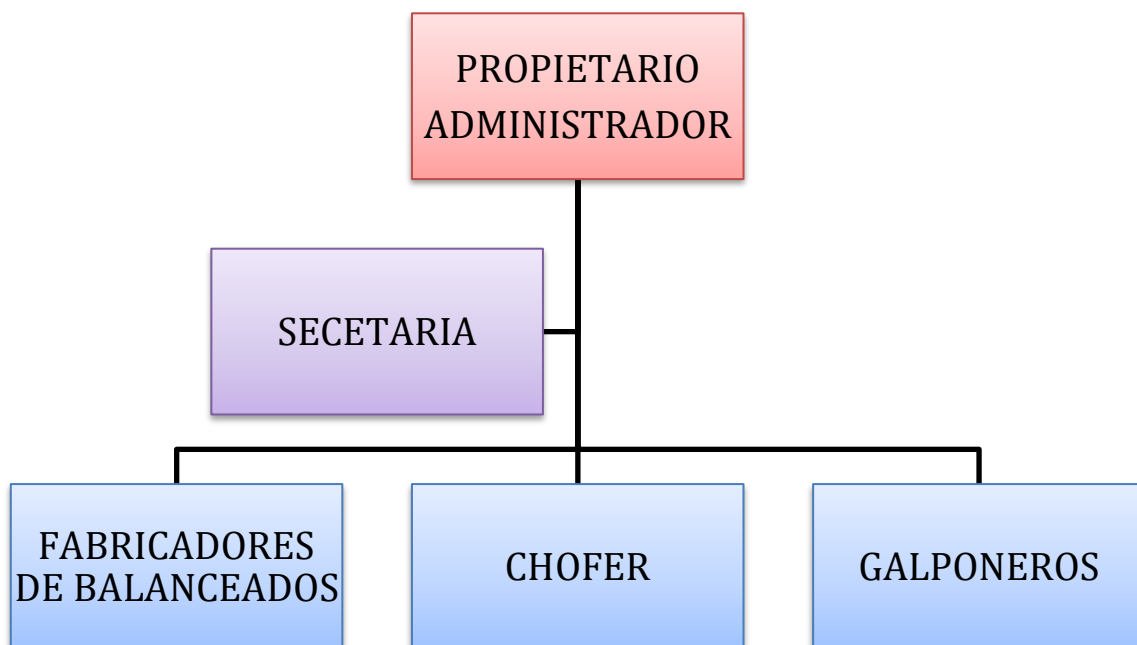 PROPIETARIO
ADMINISTRADOR
SECETARIA
FABRICADORES
DE BALANCEADOS
CHOFER
GALPONEROS